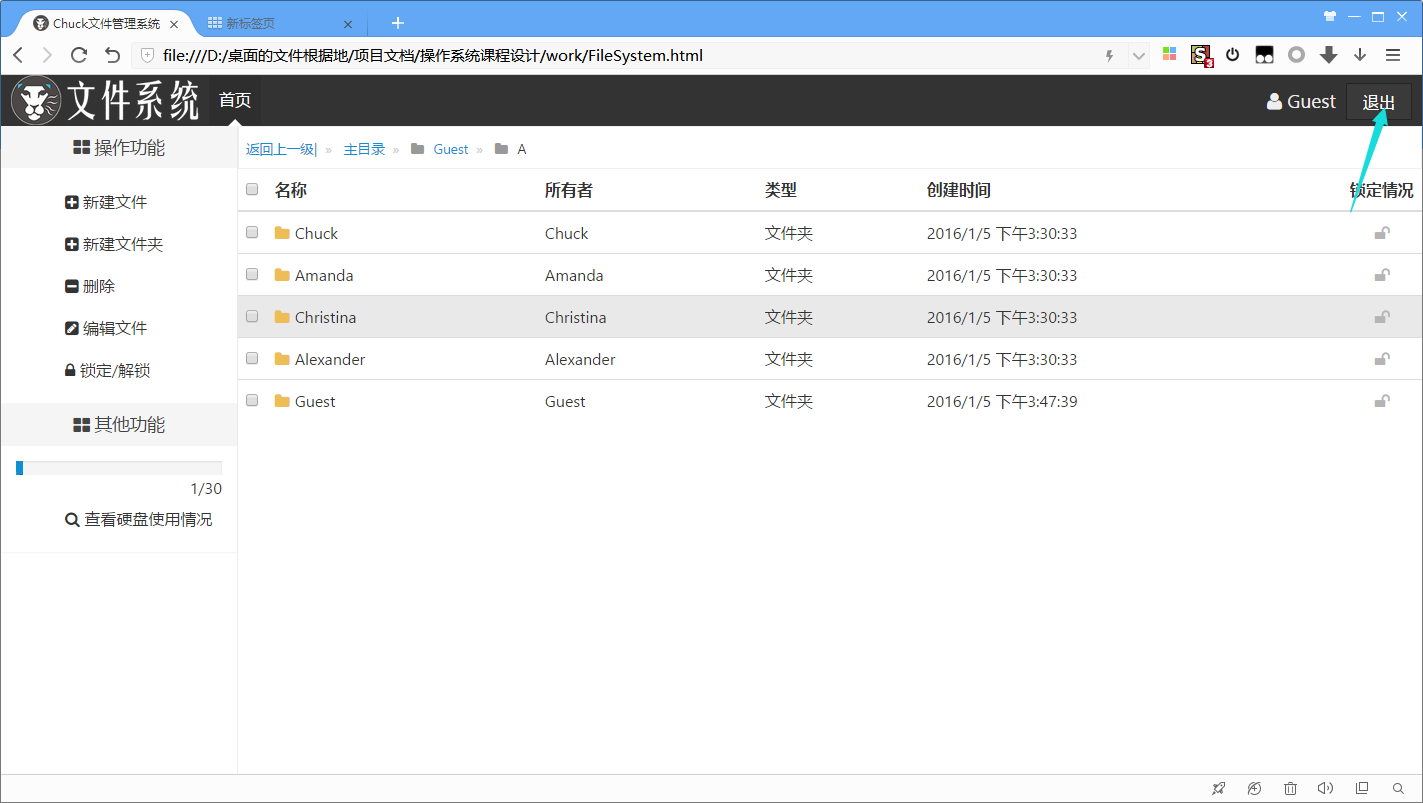 Chuck文件管理系统
新标签页
file:///D:/桌面的文件根据地/项目文档/操作系统课程设计/work/FileSystem.html
S 3
文件系统 首页 Guest 退出
操作功能
新建文件
新建文件夹
删除
编辑文件
锁定/解锁
其他功能
1/30
查看硬盘使用情况
返回上一级| » 主目录 » Guest » A
名称 所有者 类型 创建时间 锁定情况
Chuck Chuck 文件夹 2016/1/5 下午3:30:33
Amanda Amanda 文件夹 2016/1/5 下午3:30:33
Christina Christina 文件夹 2016/1/5 下午3:30:33
Alexander Alexander 文件夹 2016/1/5 下午3:30:33
Guest Guest 文件夹 2016/1/5 下午3:47:39